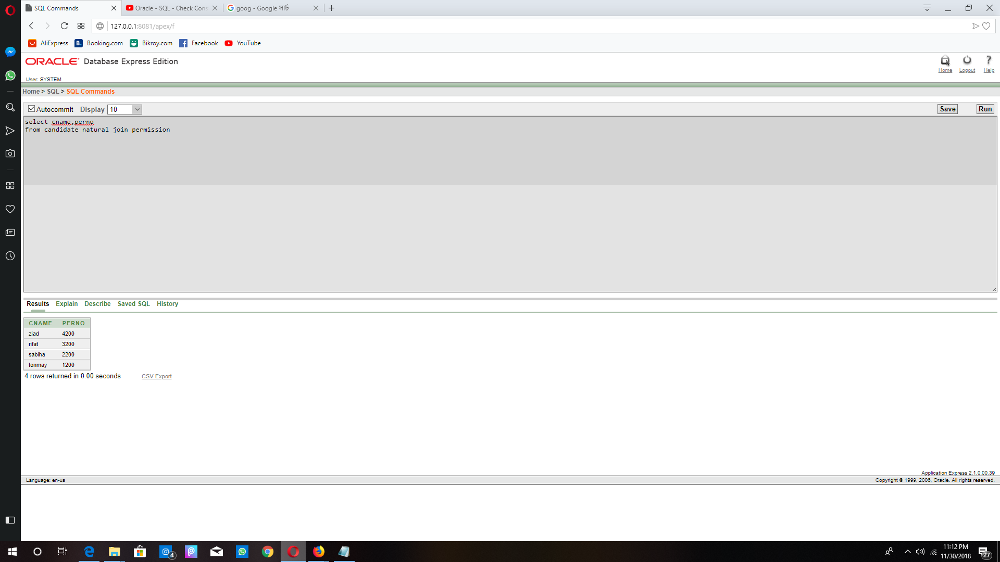 SQL Commands
Oracle - SQL - Check Cons
goog - Google সার্চ
127.0.0.1:8081/apex/f
AliExpress
B. Booking.com
Bikroy.com
Facebook
YouTube
ORACLE Database Express Edition
Home
Logout
? Help
User: SYSTEM
Home > SQL > SQL Commands
Autocommit Display 10
Save
Run
select cname,perno
from candidate natural join permission
Results Explain Describe Saved SQL History
CNAME PERNO
ziad 4200
rifat 3200
sabiha 2200
tonmay 1200
4 rows returned in 0.00 seconds CSV Export
Application Express 2.1.0.00.39
Language: en-us
Copyright © 1999, 2006, Oracle. All rights reserved.
4
11:12 PM
11/30/2018
27